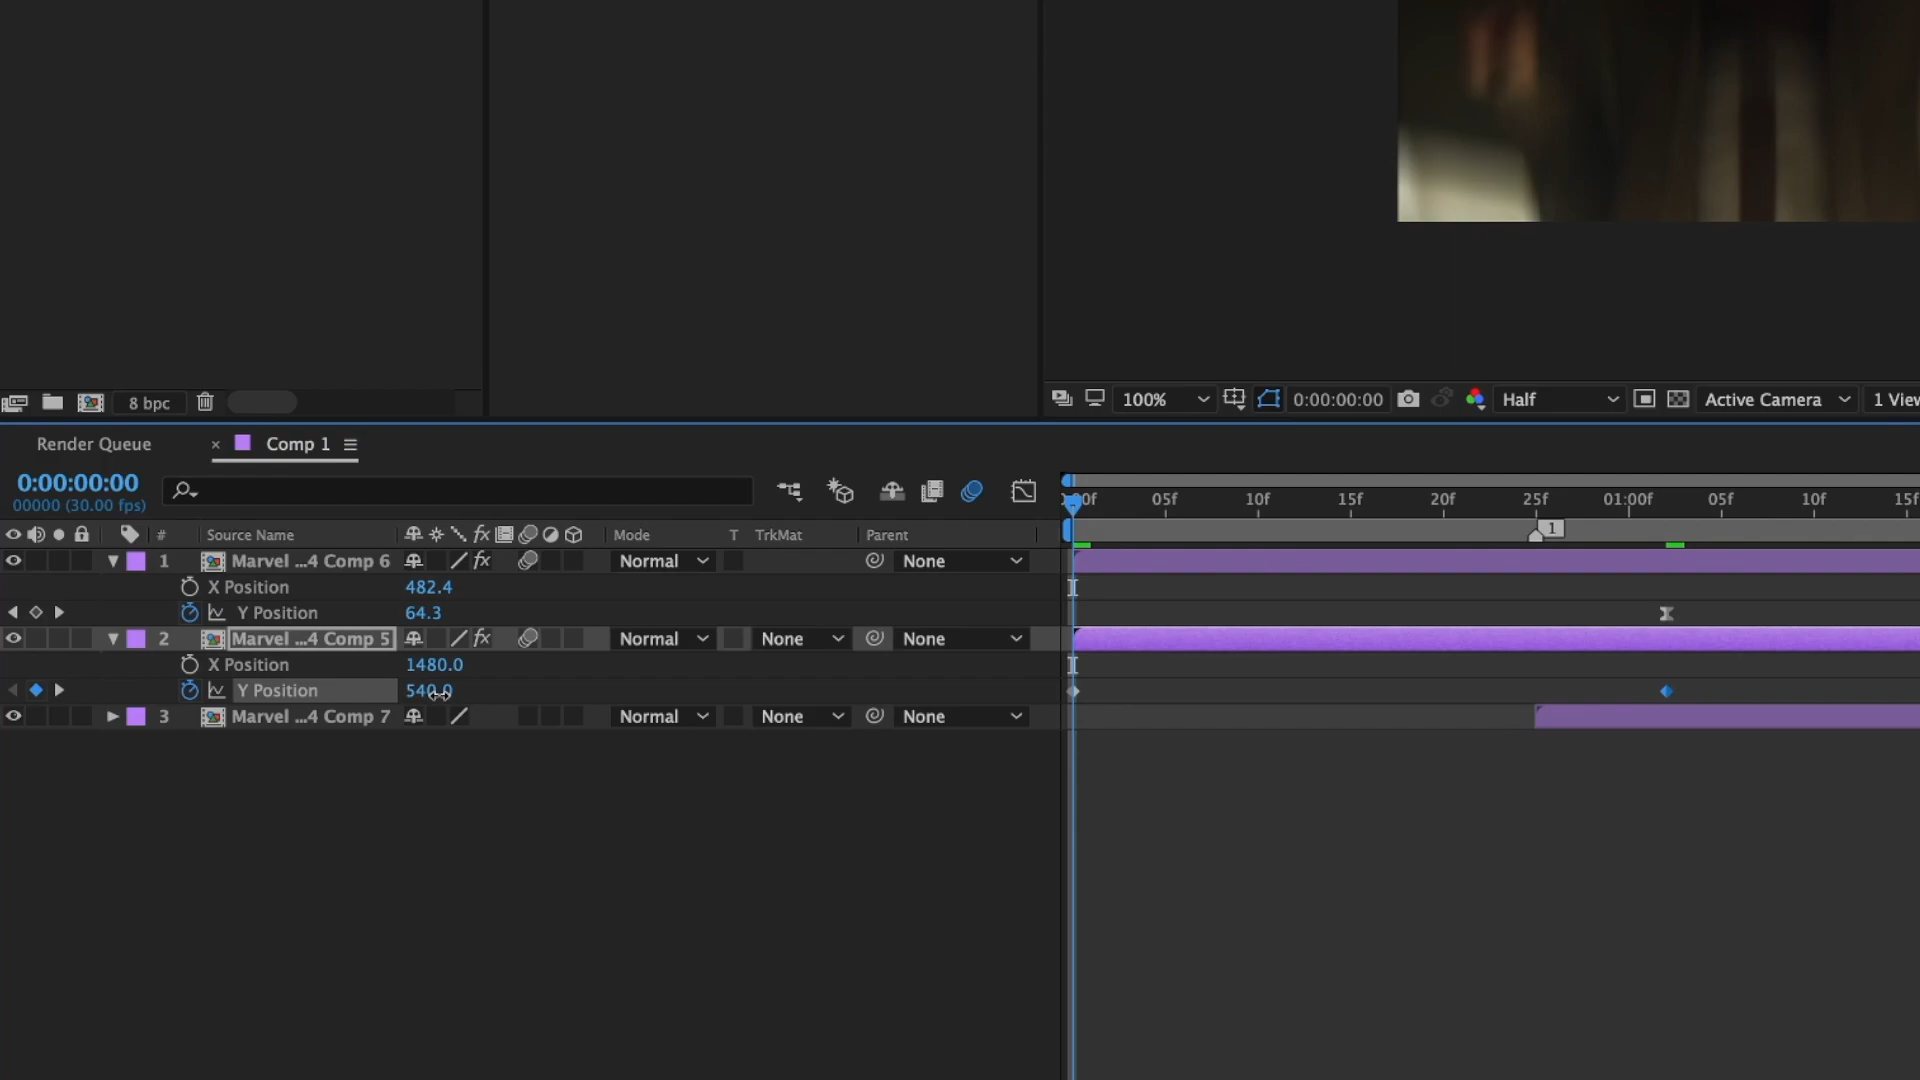 8 bpc
100%
0:00:00:00
Half
Active Camera
1 View
Render Queue
× Comp 1
0:00:00:00
00000 (30.00 fps)
00f 05f 10f 15f 20f 25f 01:00f 05f 10f 15f
1
# Source Name fx Mode T TrkMat Parent
1 Marvel ...4 Comp 6 fx Normal None
X Position 482.4
Y Position 64.3
2 Marvel ...4 Comp 5 fx Normal None None
X Position 1480.0
Y Position 540.0
3 Marvel ...4 Comp 7 Normal None None